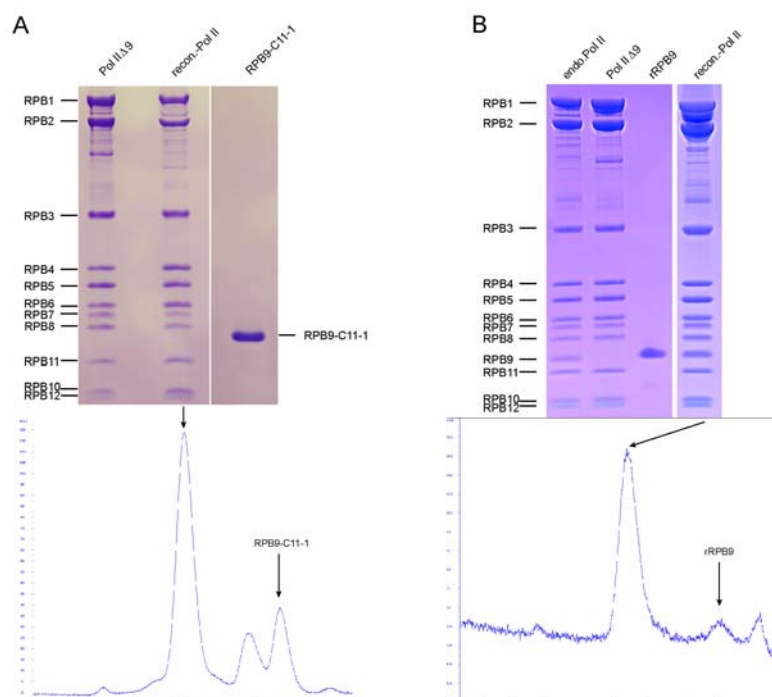 A
Pol IIΔ9
recon.-Pol II
RPB9-C11-1
RPB1
RPB2
RPB3
RPB4
RPB5
RPB6
RPB7
RPB8
RPB11
RPB10
RPB12
RPB9-C11-1
RPB9-C11-1
B
endo.Pol II
Pol IIΔ9
rRPB9
recon.-Pol II
RPB1
RPB2
RPB3
RPB4
RPB5
RPB6
RPB7
RPB8
RPB9
RPB11
RPB10
RPB12
rRPB9